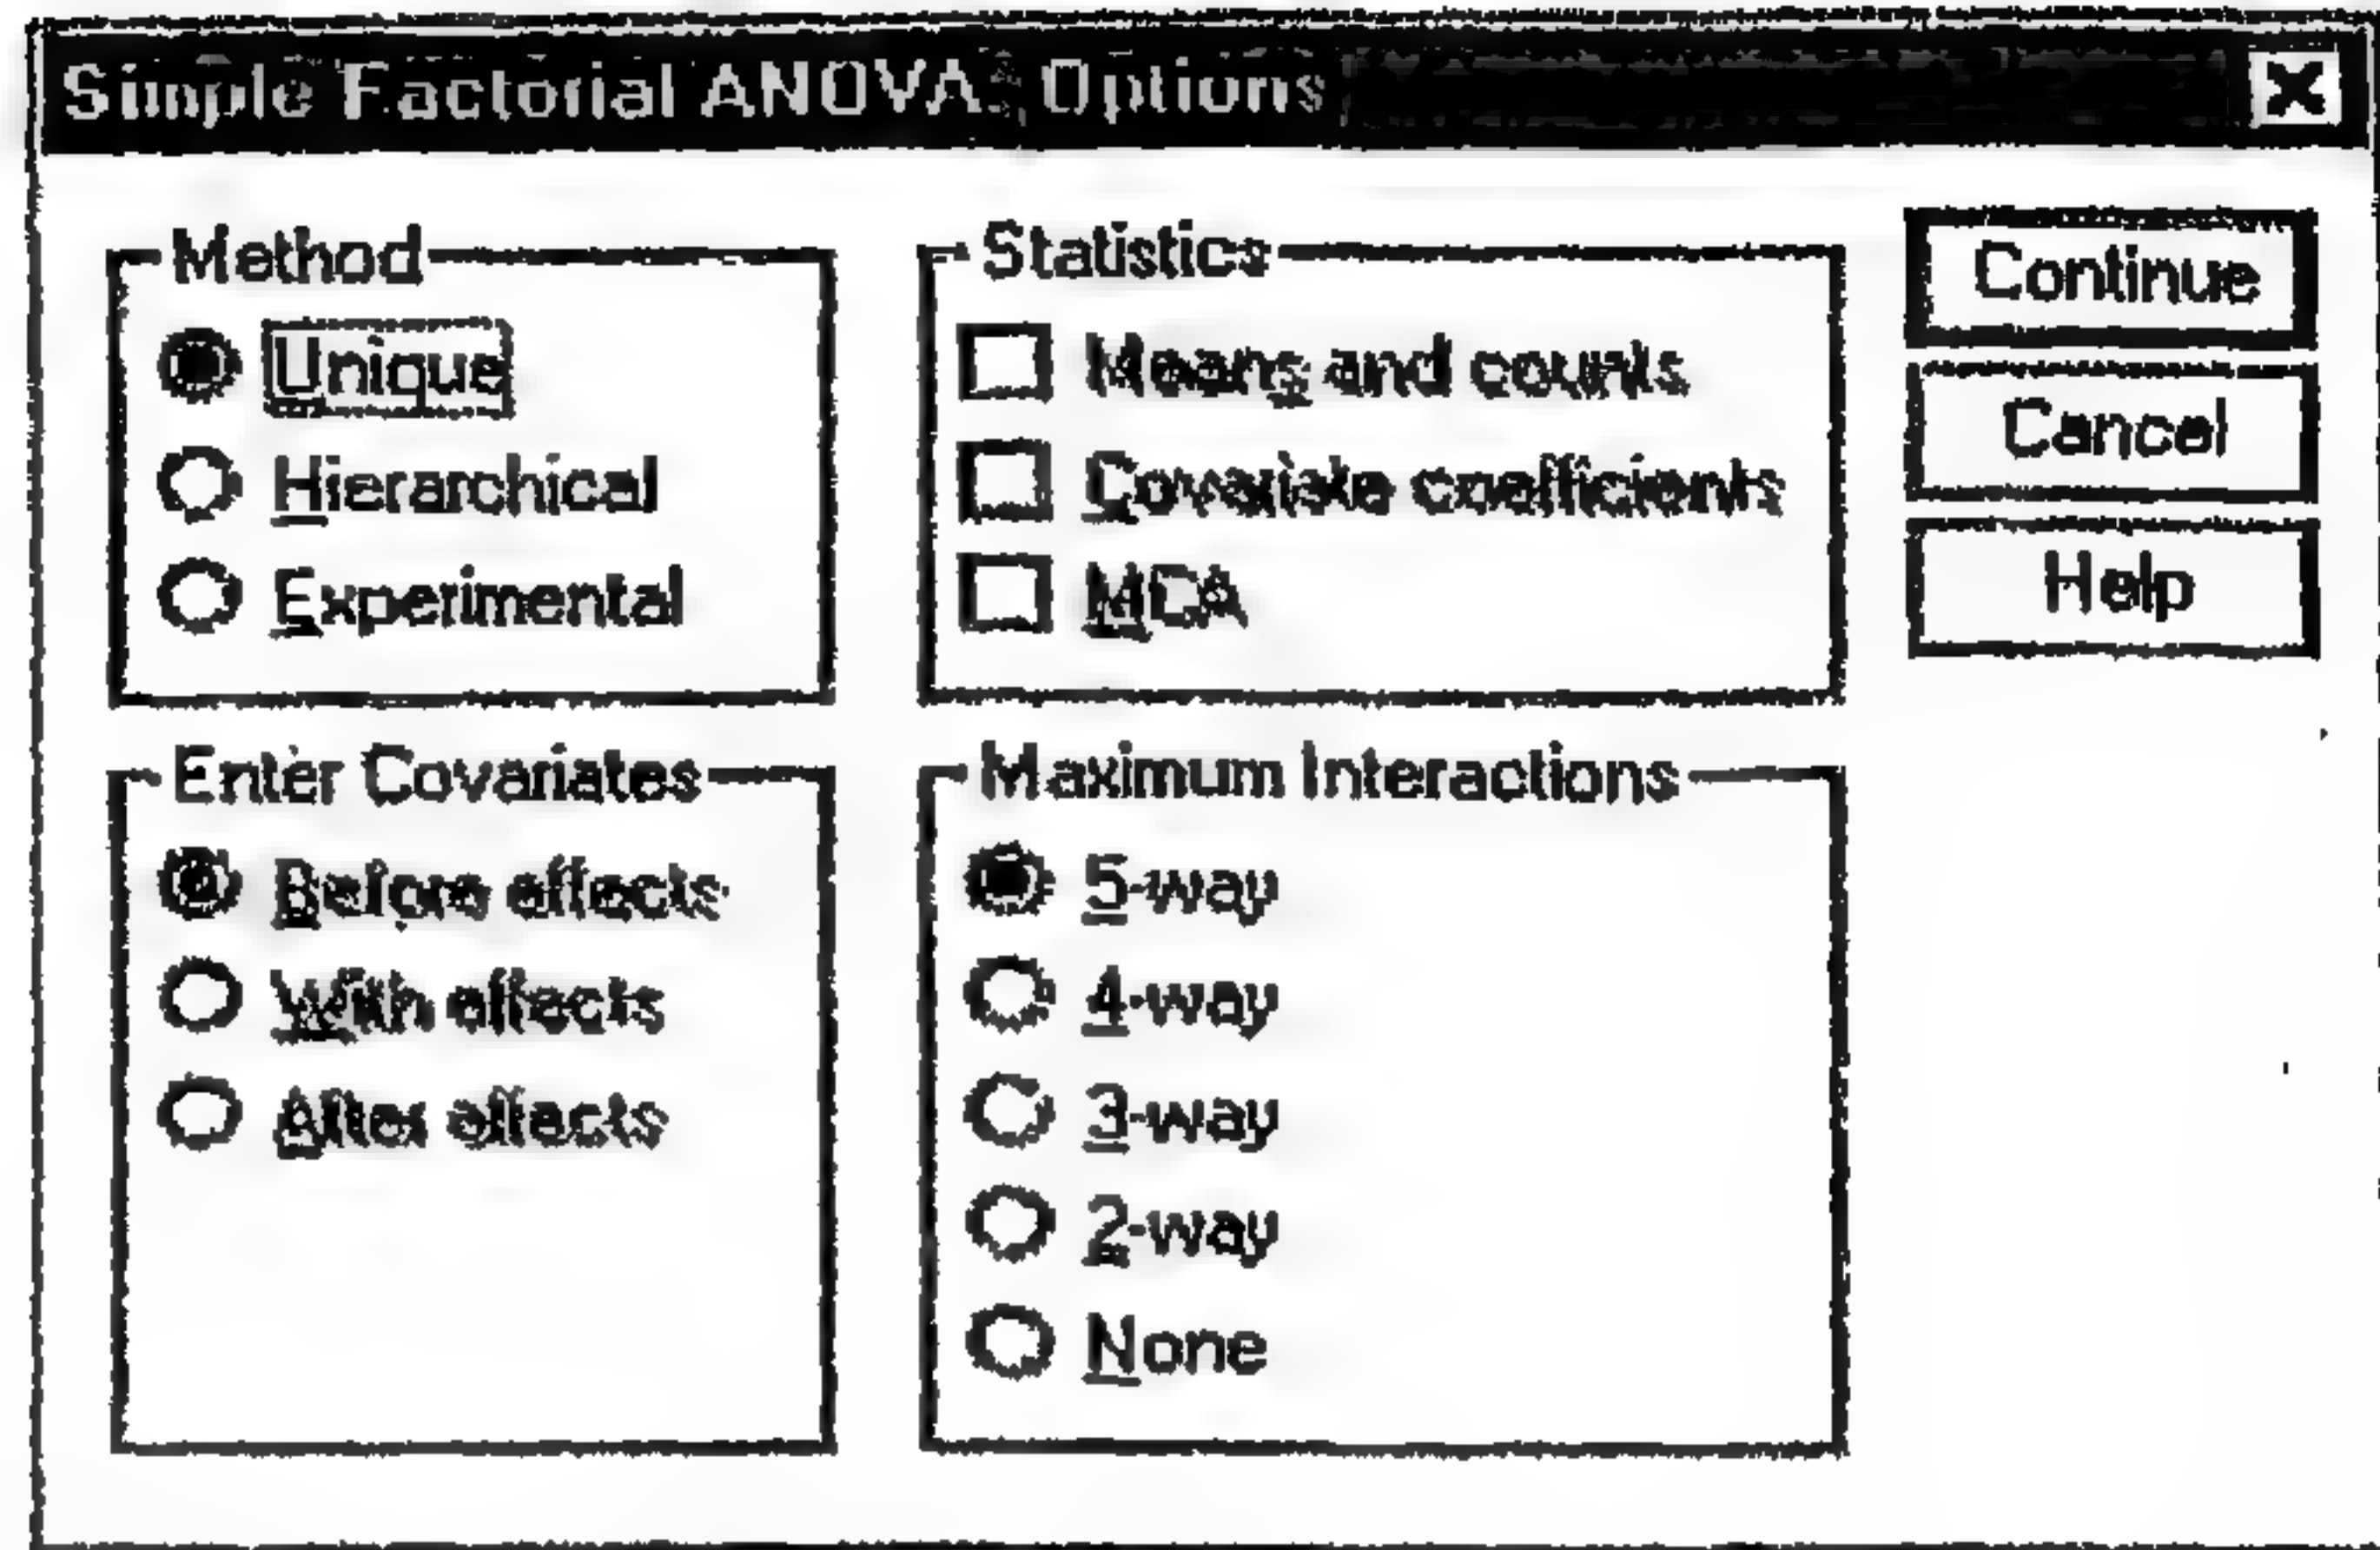 Simple Factorial ANOVA: Options
Method
Unique
Hierarchical
Experimental
Statistics
Means and counts
Covariate coefficients
MCA
Continue
Cancel
Help
Enter Covariates
Before effects
With effects
After effects
Maximum Interactions
5-way
4-way
3-way
2-way
None